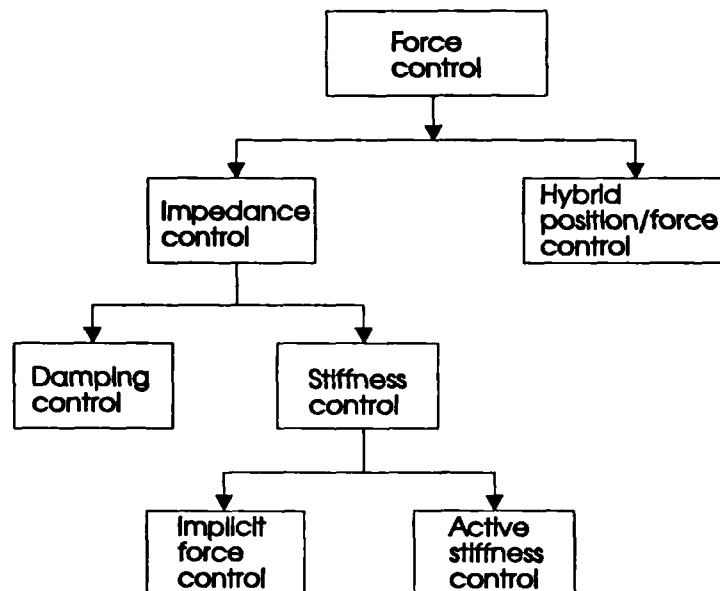 Force
control
Impedance
control
Hybrid
position/force
control
Damping
control
Stiffness
control
Implicit
force
control
Active
stiffness
control